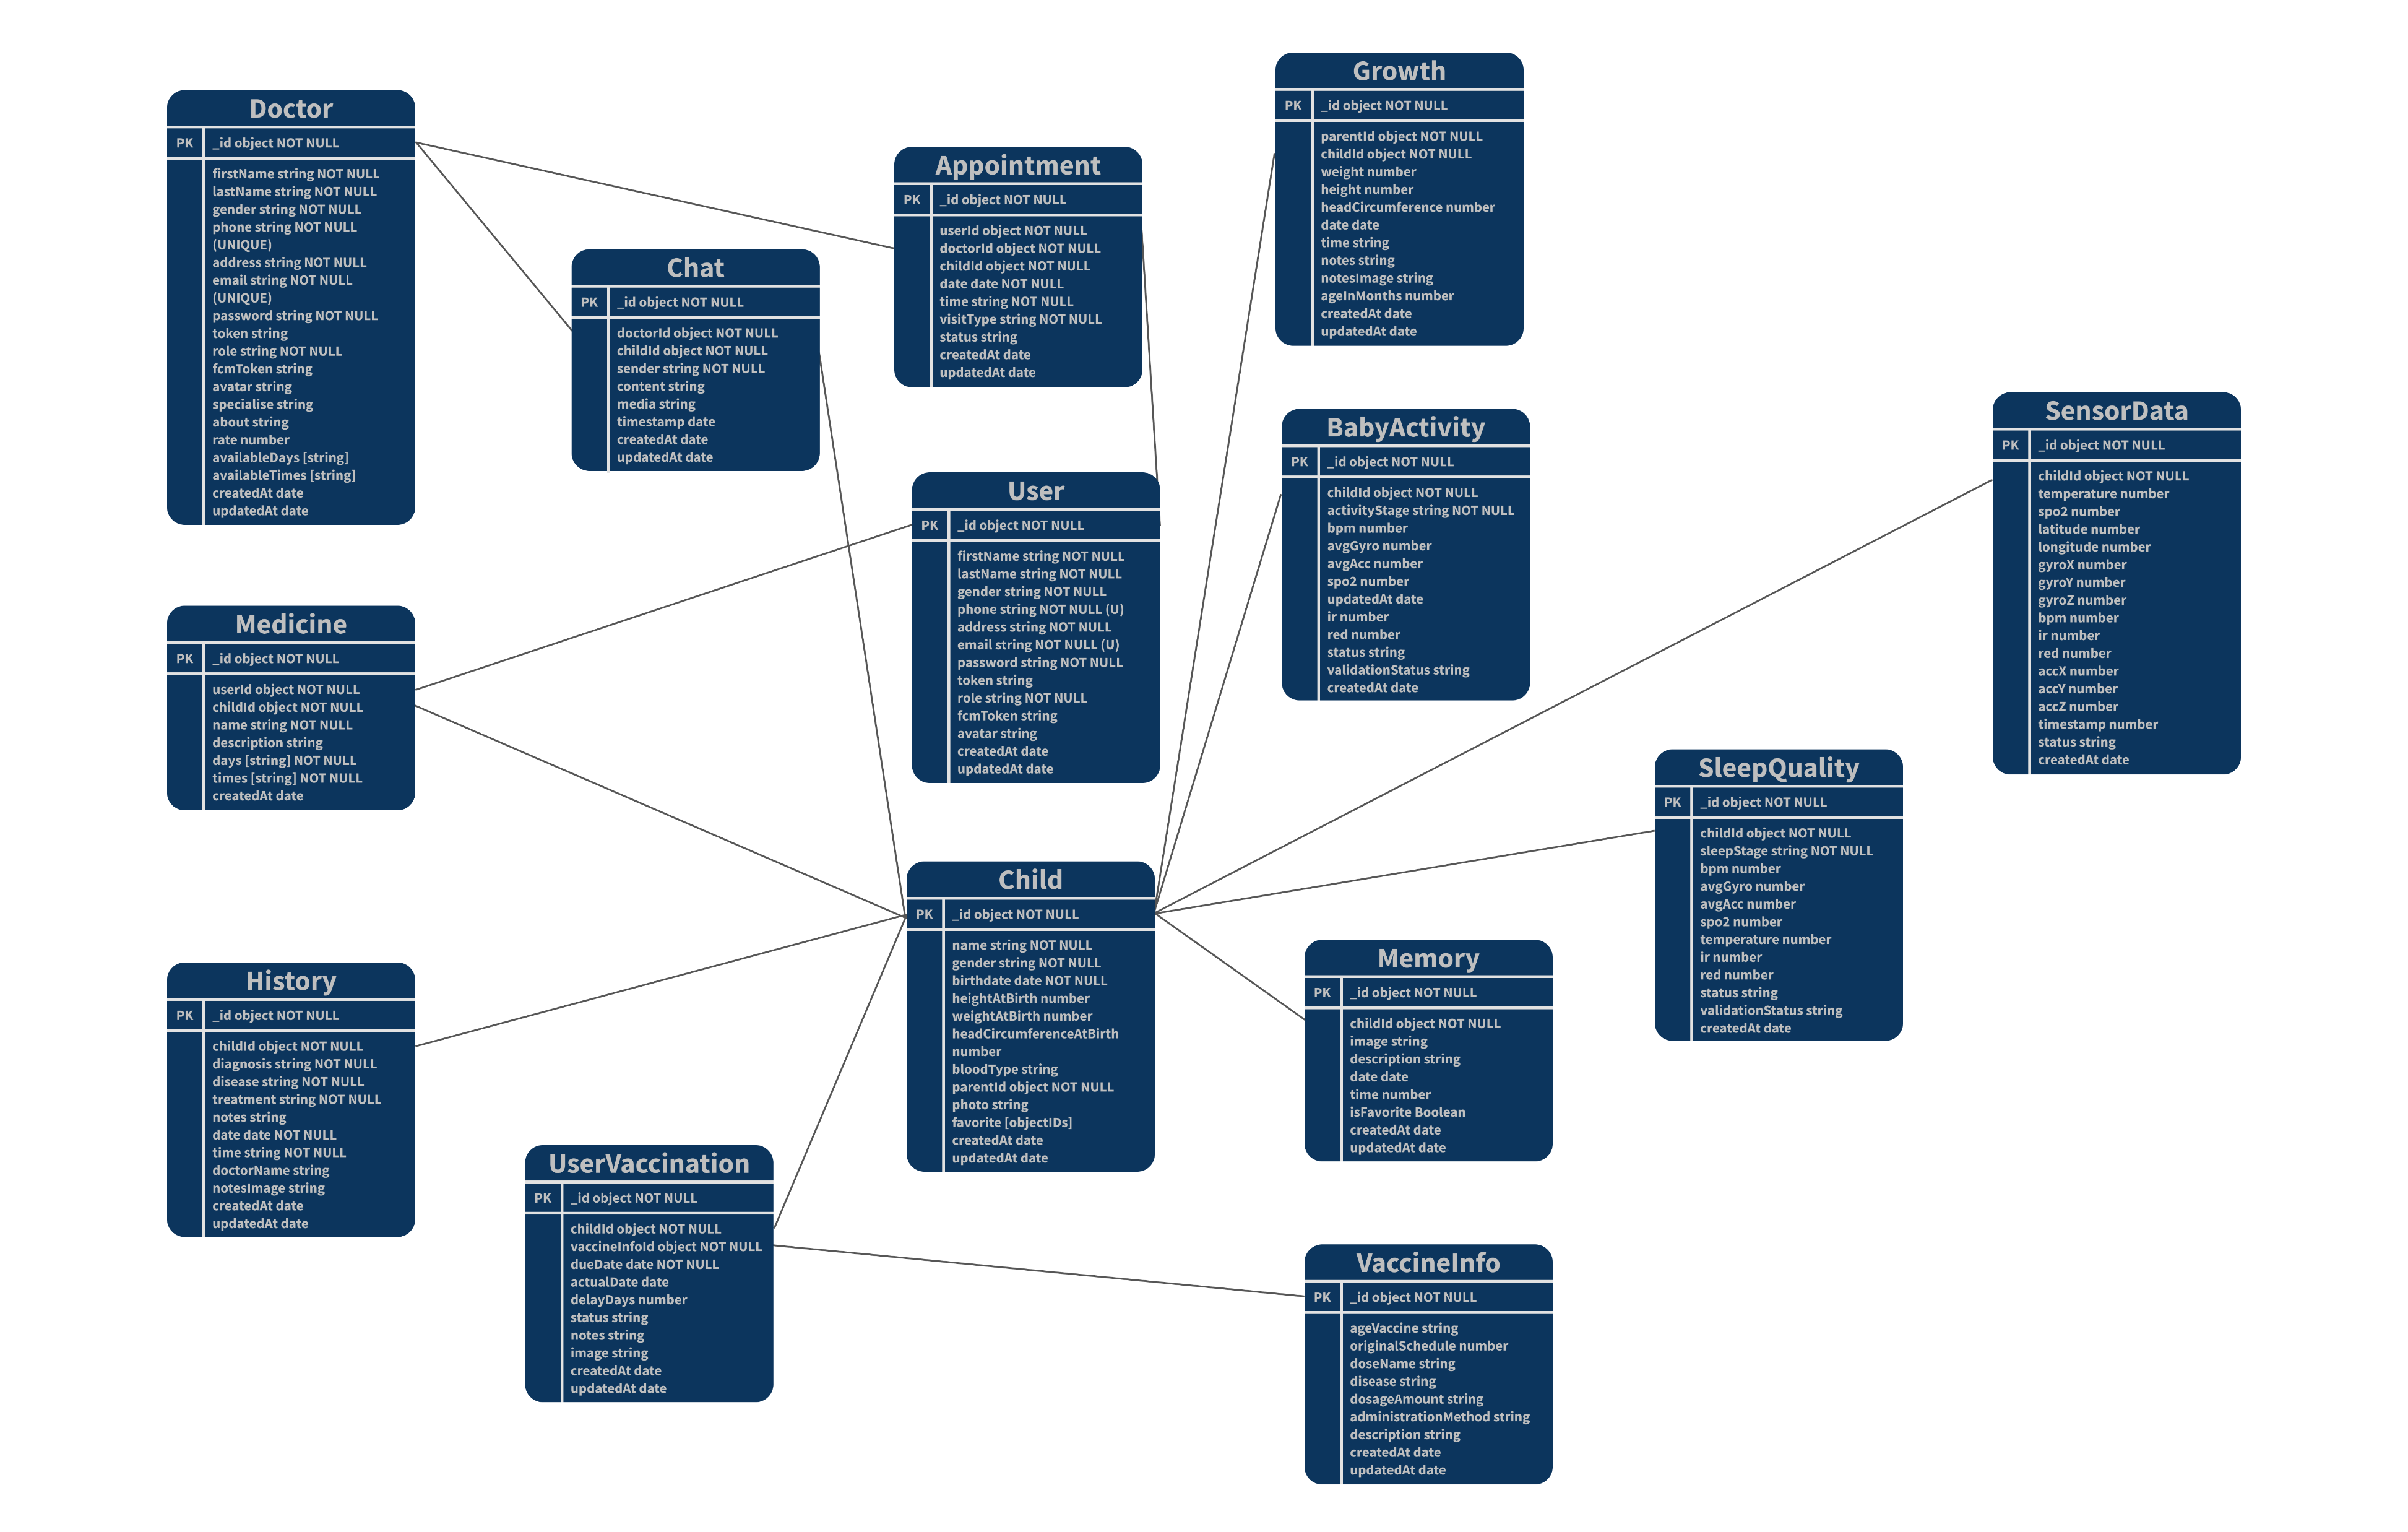 Doctor
PK _id object NOT NULL
firstName string NOT NULL
lastName string NOT NULL
gender string NOT NULL
phone string NOT NULL
(UNIQUE)
address string NOT NULL
email string NOT NULL
(UNIQUE)
password string NOT NULL
token string
role string NOT NULL
fcmToken string
avatar string
specialise string
about string
rate number
availableDays [string]
availableTimes [string]
createdAt date
updatedAt date
Chat
PK _id object NOT NULL
doctorId object NOT NULL
childId object NOT NULL
sender string NOT NULL
content string
media string
timestamp date
createdAt date
updatedAt date
Appointment
PK _id object NOT NULL
userId object NOT NULL
doctorId object NOT NULL
childId object NOT NULL
date date NOT NULL
time string NOT NULL
visitType string NOT NULL
status string
createdAt date
updatedAt date
Growth
PK _id object NOT NULL
parentId object NOT NULL
childId object NOT NULL
weight number
height number
headCircumference number
date date
time string
notes string
notesImage string
ageInMonths number
createdAt date
updatedAt date
BabyActivity
PK _id object NOT NULL
childId object NOT NULL
activityStage string NOT NULL
bpm number
avgGyro number
avgAcc number
spo2 number
updatedAt date
ir number
red number
status string
validationStatus string
createdAt date
SensorData
PK _id object NOT NULL
childId object NOT NULL
temperature number
spo2 number
latitude number
longitude number
gyroX number
gyroY number
gyroZ number
bpm number
ir number
red number
accX number
accY number
accZ number
timestamp number
status string
createdAt date
User
PK _id object NOT NULL
firstName string NOT NULL
lastName string NOT NULL
gender string NOT NULL
phone string NOT NULL (U)
address string NOT NULL
email string NOT NULL (U)
password string NOT NULL
token string
role string NOT NULL
fcmToken string
avatar string
createdAt date
updatedAt date
Medicine
PK _id object NOT NULL
userId object NOT NULL
childId object NOT NULL
name string NOT NULL
description string
days [string] NOT NULL
times [string] NOT NULL
createdAt date
SleepQuality
PK _id object NOT NULL
childId object NOT NULL
sleepStage string NOT NULL
bpm number
avgGyro number
avgAcc number
spo2 number
temperature number
ir number
red number
status string
validationStatus string
createdAt date
Child
PK _id object NOT NULL
name string NOT NULL
gender string NOT NULL
birthdate date NOT NULL
heightAtBirth number
weightAtBirth number
headCircumferenceAtBirth
number
bloodType string
parentId object NOT NULL
photo string
favorite [objectIDs]
createdAt date
updatedAt date
Memory
PK _id object NOT NULL
childId object NOT NULL
image string
description string
date date
time number
isFavorite Boolean
createdAt date
updatedAt date
History
PK _id object NOT NULL
childId object NOT NULL
diagnosis string NOT NULL
disease string NOT NULL
treatment string NOT NULL
notes string
date date NOT NULL
time string NOT NULL
doctorName string
notesImage string
createdAt date
updatedAt date
UserVaccination
PK _id object NOT NULL
childId object NOT NULL
vaccineInfoId object NOT NULL
dueDate date NOT NULL
actualDate date
delayDays number
status string
notes string
image string
createdAt date
updatedAt date
VaccineInfo
PK _id object NOT NULL
ageVaccine string
originalSchedule number
doseName string
disease string
dosageAmount string
administrationMethod string
description string
createdAt date
updatedAt date